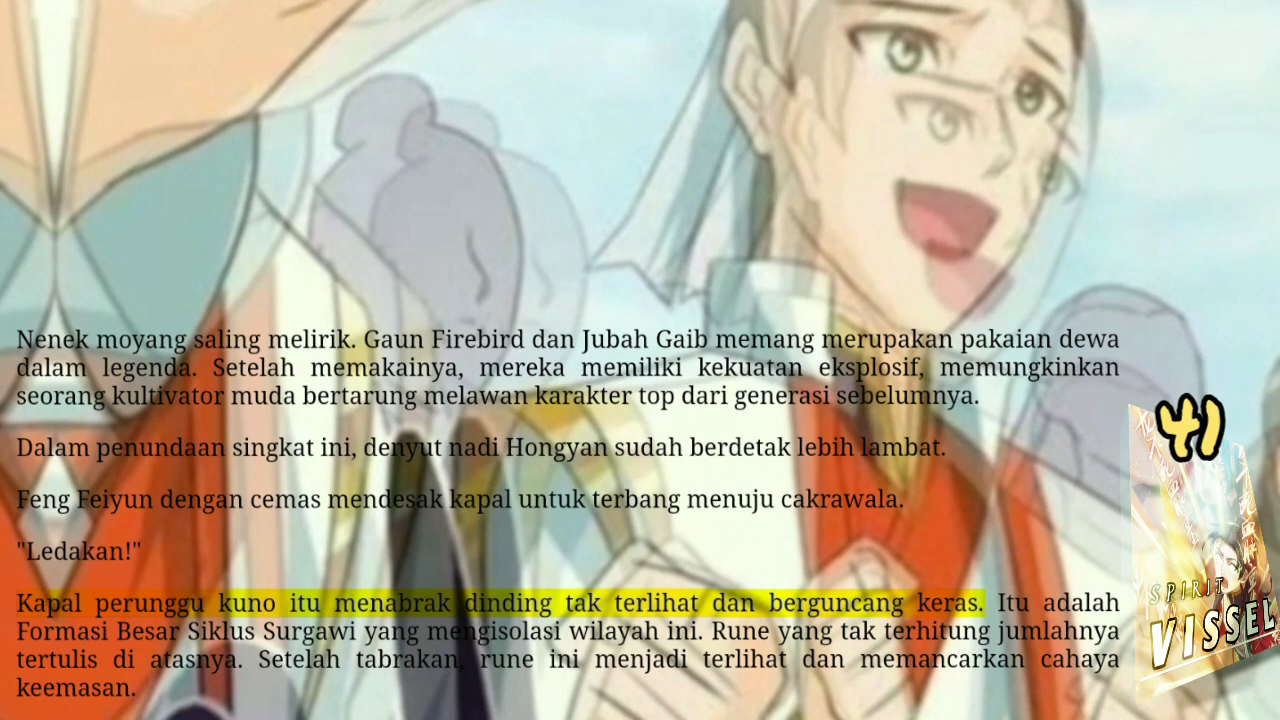 Nenek moyang saling melirik. Gaun Firebird dan Jubah Gaib memang merupakan pakaian dewa
dalam legenda. Setelah memakainya, mereka memiliki kekuatan eksplosif, memungkinkan
seorang kultivator muda bertarung melawan karakter top dari generasi sebelumnya.
Dalam penundaan singkat ini, denyut nadi Hongyan sudah berdetak lebih lambat.
Feng Feiyun dengan cemas mendesak kapal untuk terbang menuju cakrawala.
"Ledakan!"
Kapal perunggu kuno itu menabrak dinding tak terlihat dan berguncang keras. Itu adalah
Formasi Besar Siklus Surgawi yang mengisolasi wilayah ini. Rune yang tak terhitung jumlahnya
tertulis di atasnya. Setelah tabrakan, rune ini menjadi terlihat dan memancarkan cahaya
keemasan.
41
SPIRIT
VISSEL